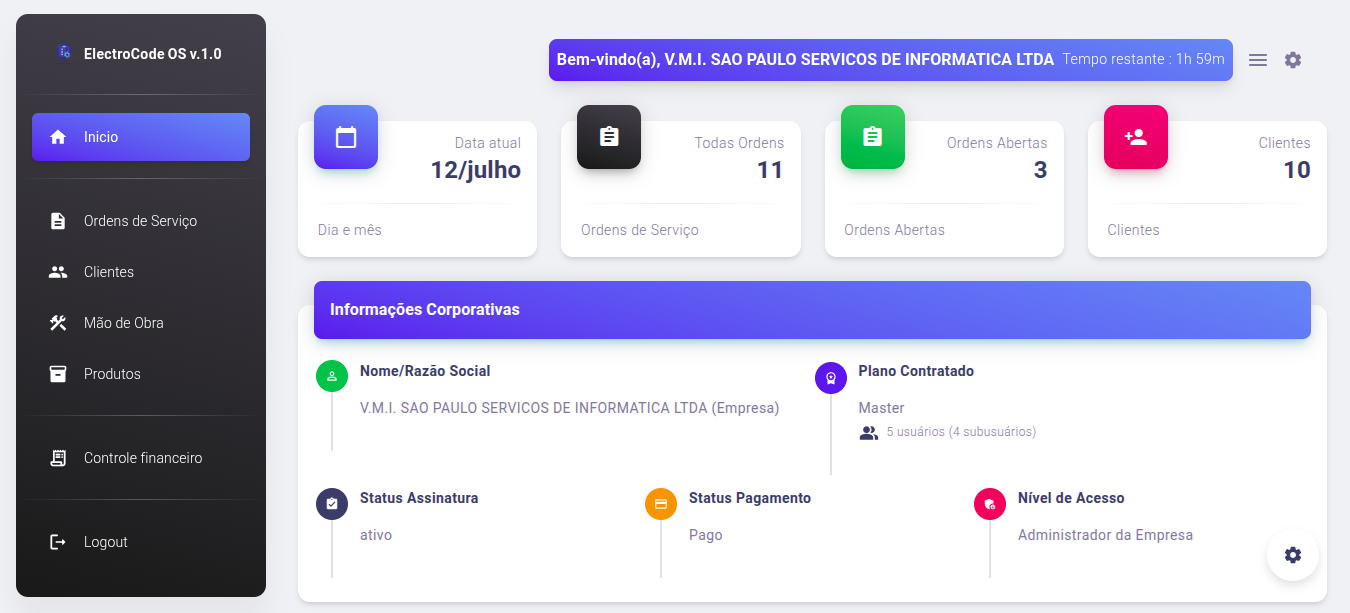 ElectroCode OS v.1.0
Inicio
Ordens de Serviço
Clientes
Mão de Obra
Produtos
Controle financeiro
Logout
Bem-vindo(a), V.M.I. SAO PAULO SERVICOS DE INFORMATICA LTDA Tempo restante : 1h 59m
Data atual
12/julho
Dia e mês
Todas Ordens
11
Ordens de Serviço
Ordens Abertas
3
Ordens Abertas
Clientes
10
Clientes
Informações Corporativas
Nome/Razão Social
V.M.I. SAO PAULO SERVICOS DE INFORMATICA LTDA (Empresa)
Plano Contratado
Master
5 usuários (4 subusuários)
Status Assinatura
ativo
Status Pagamento
Pago
Nível de Acesso
Administrador da Empresa